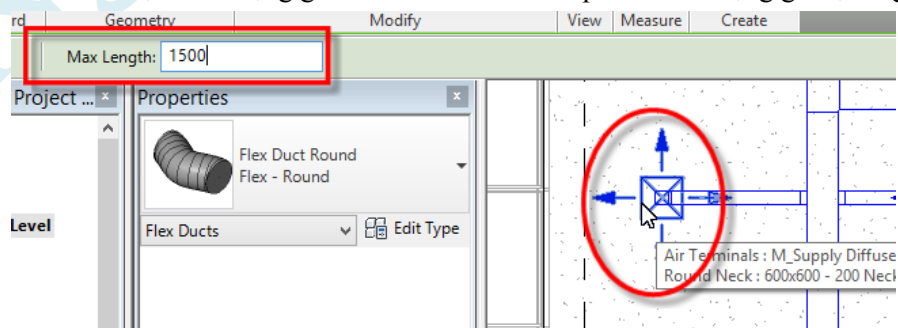 Geometry Modify View Measure Create
Max Length: 1500
Project ... Properties
Flex Duct Round
Flex - Round
Level
Flex Ducts Edit Type
Air Terminals : M_Supply Diffuse
Round Neck : 600x600 - 200 Neck